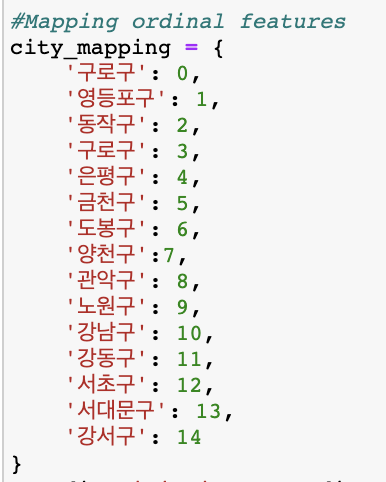 #Mapping ordinal features
city_mapping = {
'구로구': 0,
'영등포구': 1,
'동작구': 2,
'구로구': 3,
'은평구': 4,
'금천구': 5,
'도봉구': 6,
'양천구':7,
'관악구': 8,
'노원구': 9,
'강남구': 10,
'강동구': 11,
'서초구': 12,
'서대문구': 13,
'강서구': 14
}